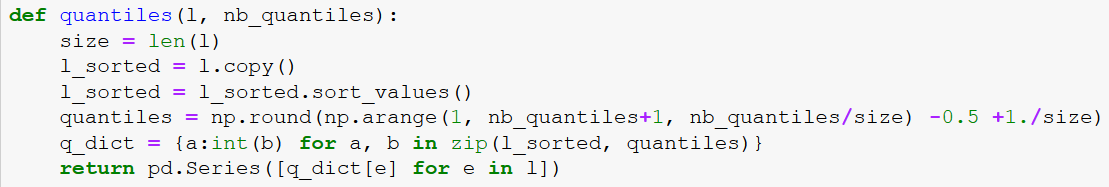 def quantiles(l, nb_quantiles):
    size = len(l)
    l_sorted = l.copy()
    l_sorted = l_sorted.sort_values()
    quantiles = np.round(np.arange(1, nb_quantiles+1, nb_quantiles/size) -0.5 +1./size)
    q_dict = {a:int(b) for a, b in zip(l_sorted, quantiles)}
    return pd.Series([q_dict[e] for e in l])